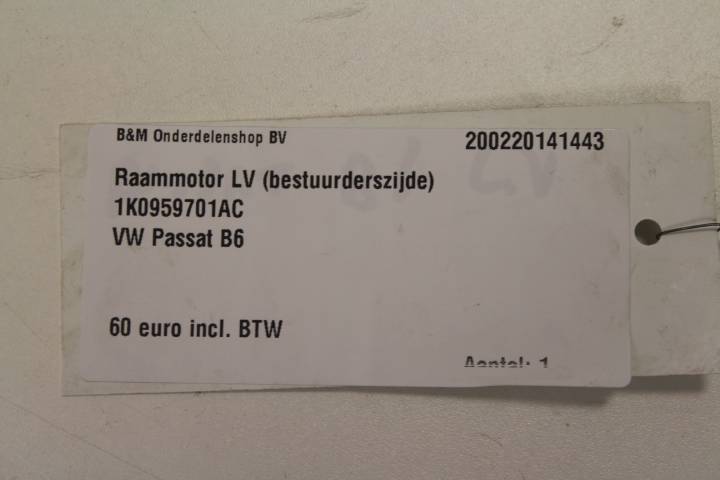 B&M Onderdelenshop BV 200220141443
Raammotor LV (bestuurderszijde)
1K0959701AC
VW Passat B6
60 euro incl. BTW
Aantal: 1